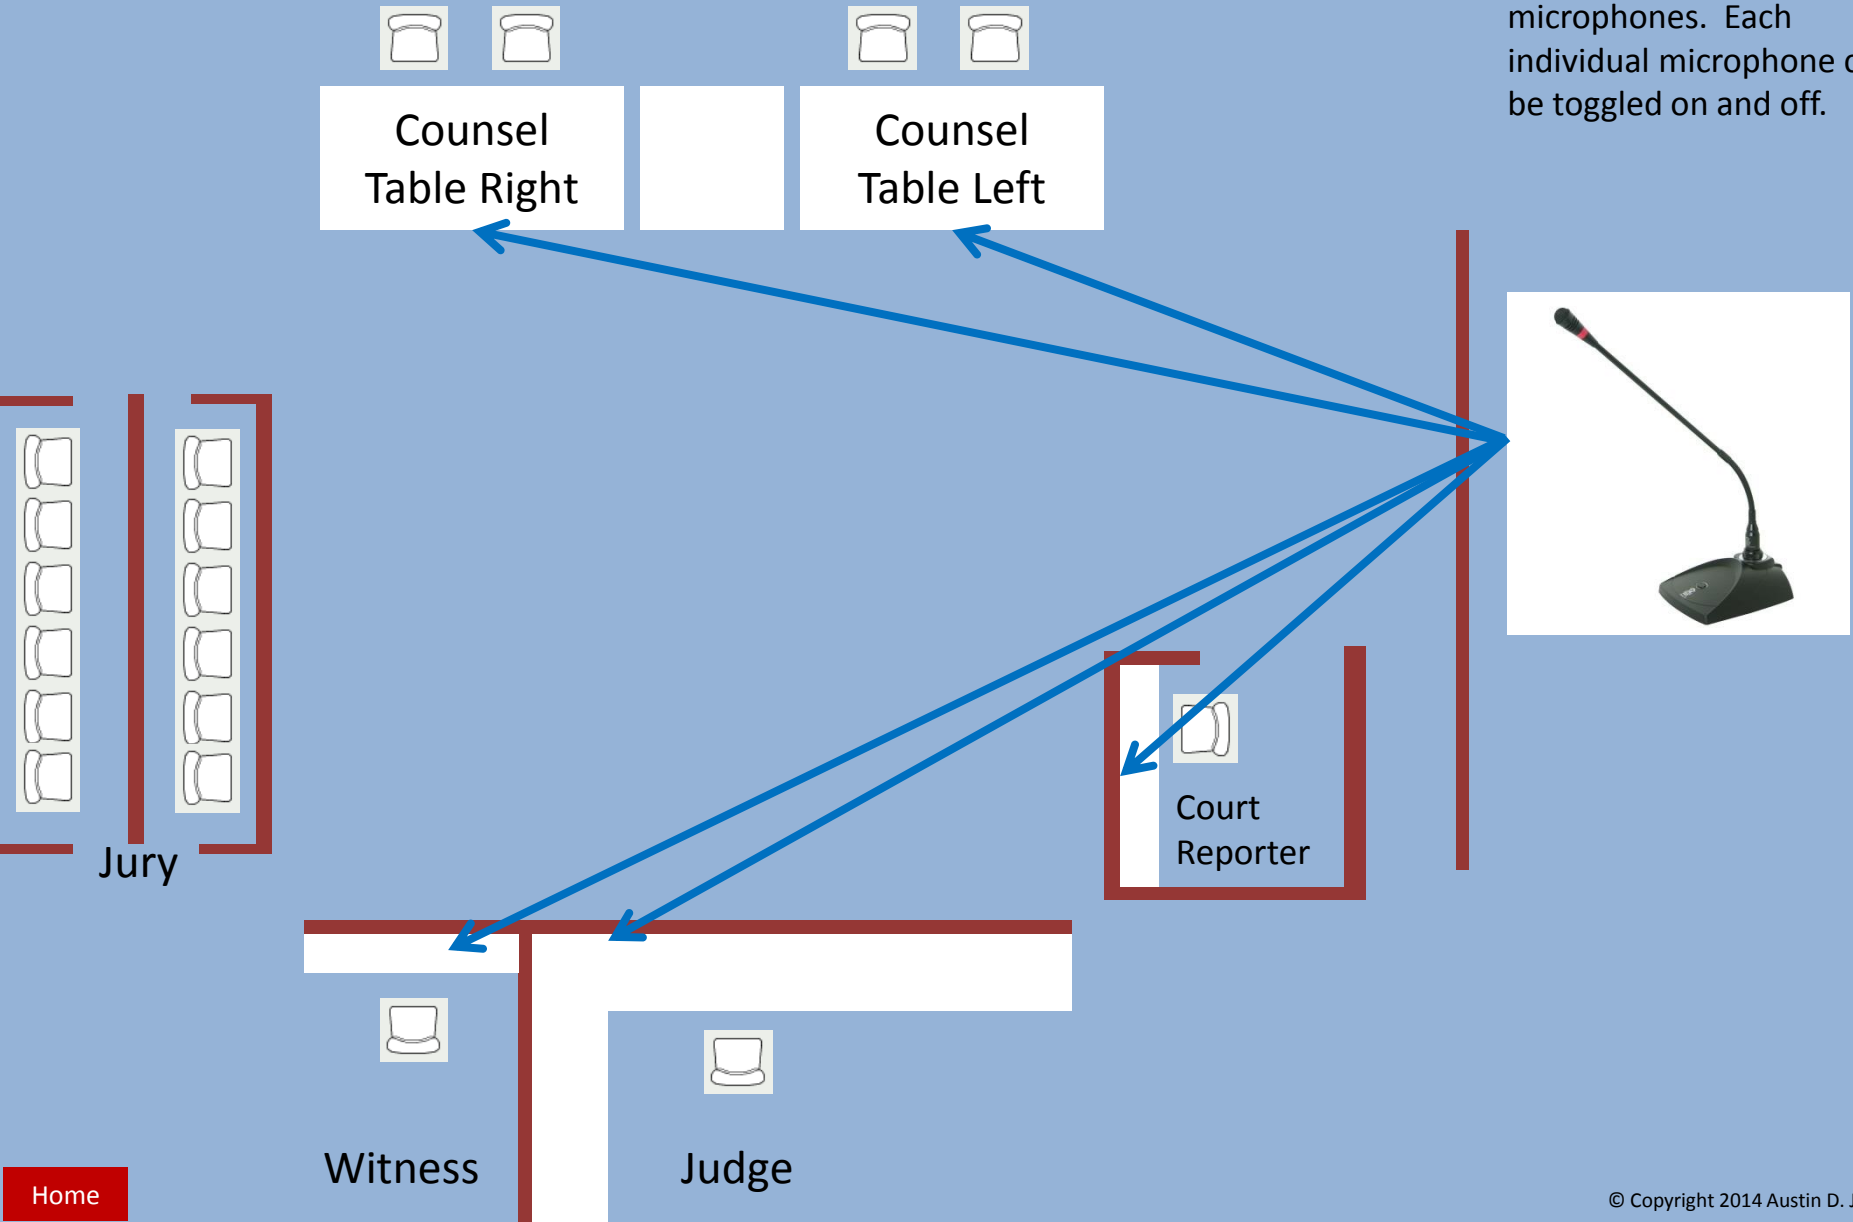 microphones. Each
individual microphone
be toggled on and off.
Counsel
Table Right
Counsel
Table Left
Jury
Court
Reporter
Witness
Judge
Home
© Copyright 2014 Austin D.